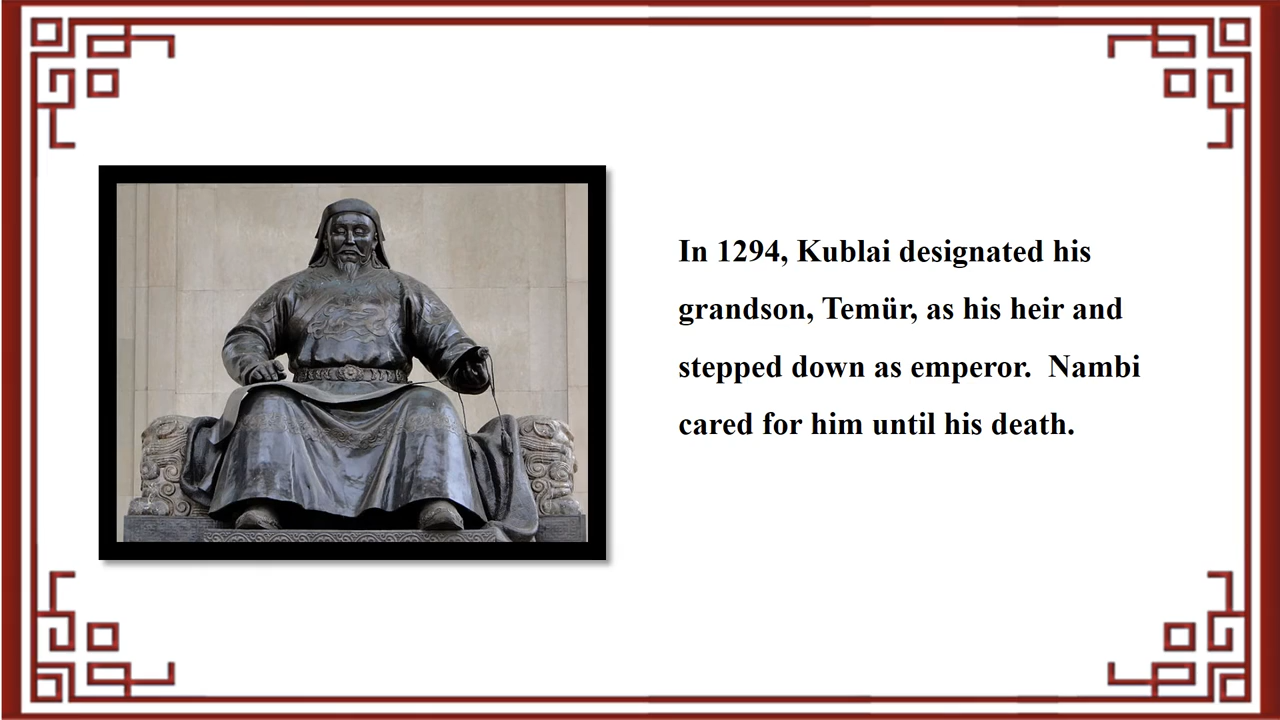 In 1294, Kublai designated his
grandson, Temür, as his heir and
stepped down as emperor.  Nambi
cared for him until his death.